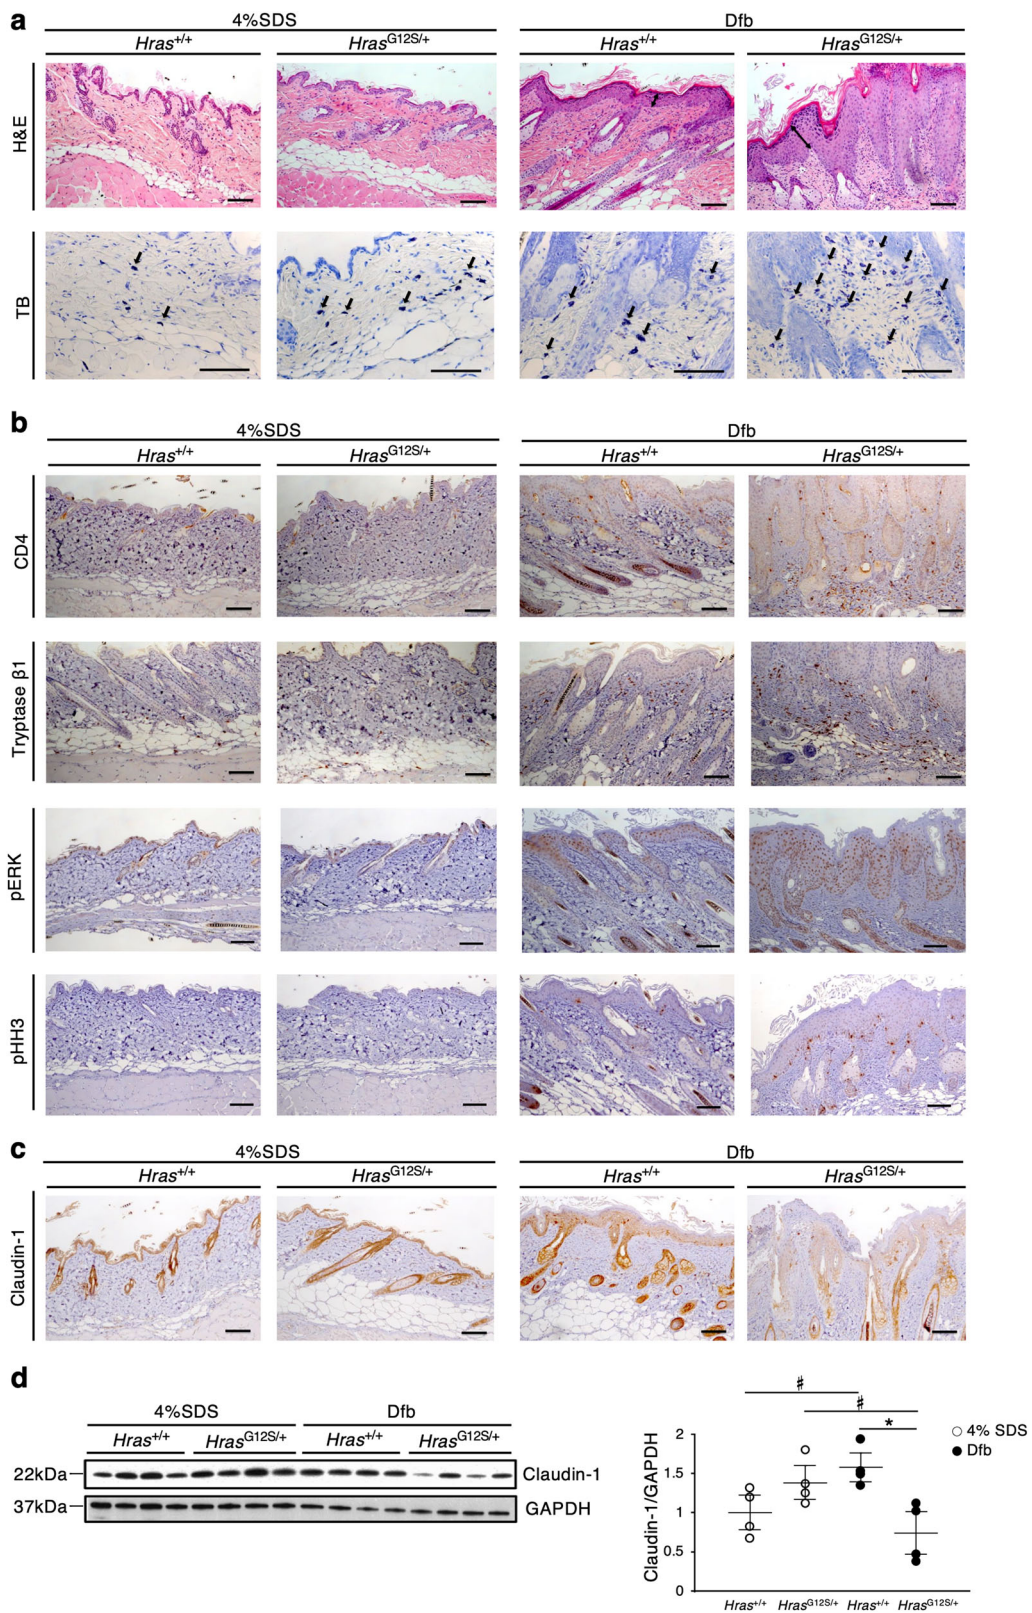 a
4%SDS
Dfb
Hras+/+
HrasG12S/+
Hras+/+
HrasG12S/+
H&E
TB
b
4%SDS
Dfb
Hras+/+
HrasG12S/+
Hras+/+
HrasG12S/+
CD4
Tryptase β1
pERK
pHH3
c
4%SDS
Dfb
Hras+/+
HrasG12S/+
Hras+/+
HrasG12S/+
Claudin-1
d
4%SDS
Dfb
Hras+/+
HrasG12S/+
Hras+/+
HrasG12S/+
22kDa
Claudin-1
37kDa
GAPDH
#
#
*
4% SDS
Dfb
Claudin-1/GAPDH
2
1.5
1
0.5
0
Hras+/+
HrasG12S/+
Hras+/+
HrasG12S/+